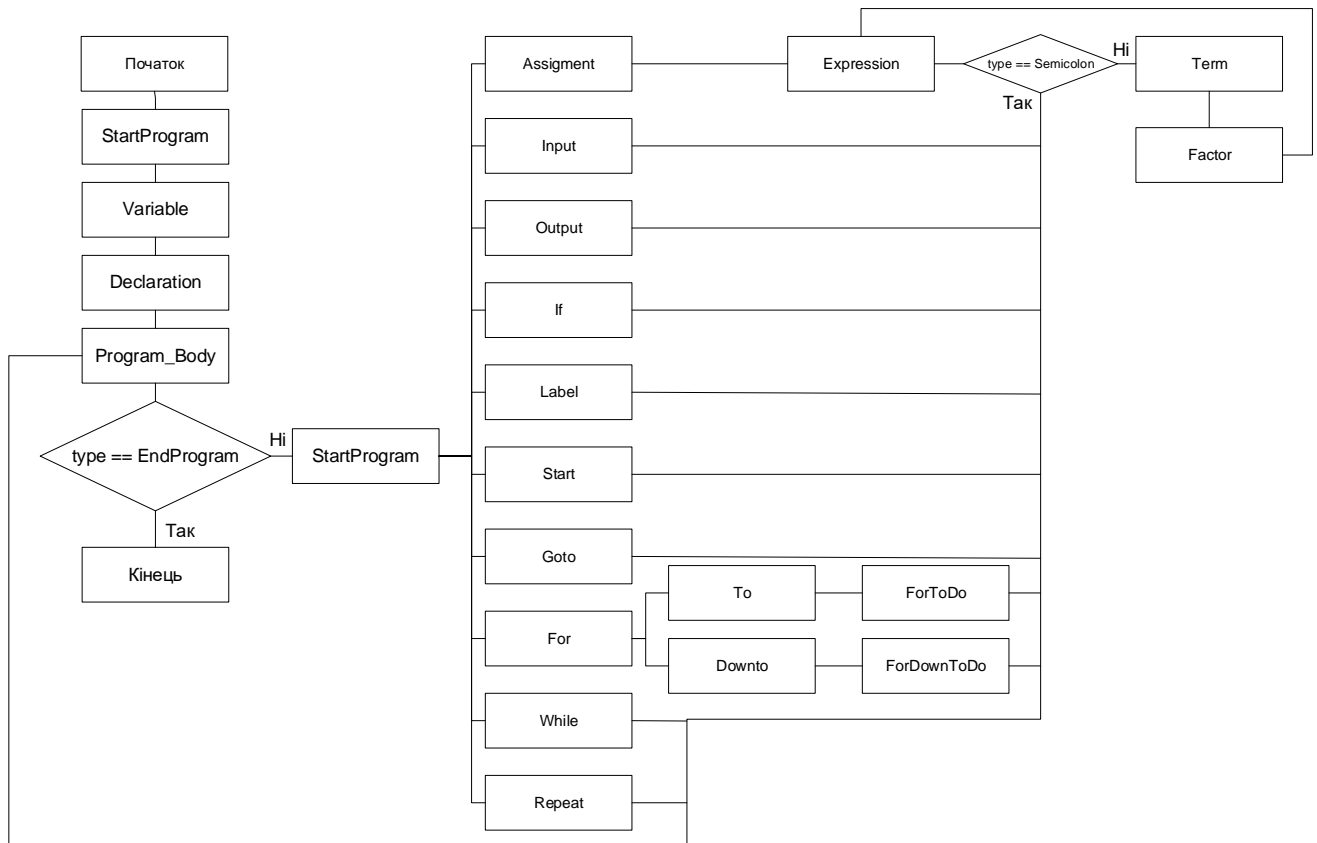 Початок
StartProgram
Variable
Declaration
Program_Body
type == EndProgram
Ні
Так
Кінець
StartProgram
Assigment
Expression
type == Semicolon
Ні
Так
Term
Factor
Input
Output
If
Label
Start
Goto
For
To
ForToDo
Downto
ForDownToDo
While
Repeat